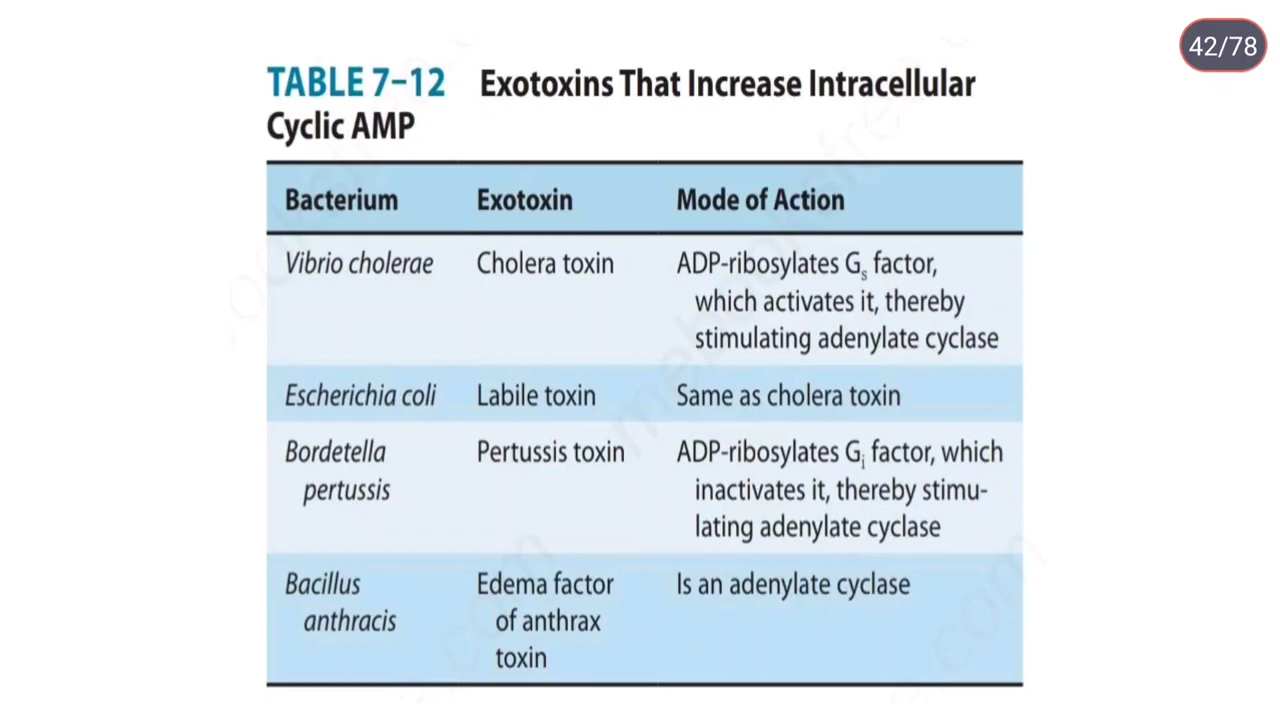 42/78
TABLE 7–12 Exotoxins That Increase Intracellular
Cyclic AMP
Bacterium Exotoxin Mode of Action
Vibrio cholerae Cholera toxin ADP-ribosylates Gs factor,
which activates it, thereby
stimulating adenylate cyclase
Escherichia coli Labile toxin Same as cholera toxin
Bordetella Pertussis toxin ADP-ribosylates Gi factor, which
pertussis inactivates it, thereby stimu-
lating adenylate cyclase
Bacillus Edema factor Is an adenylate cyclase
anthracis of anthrax
toxin